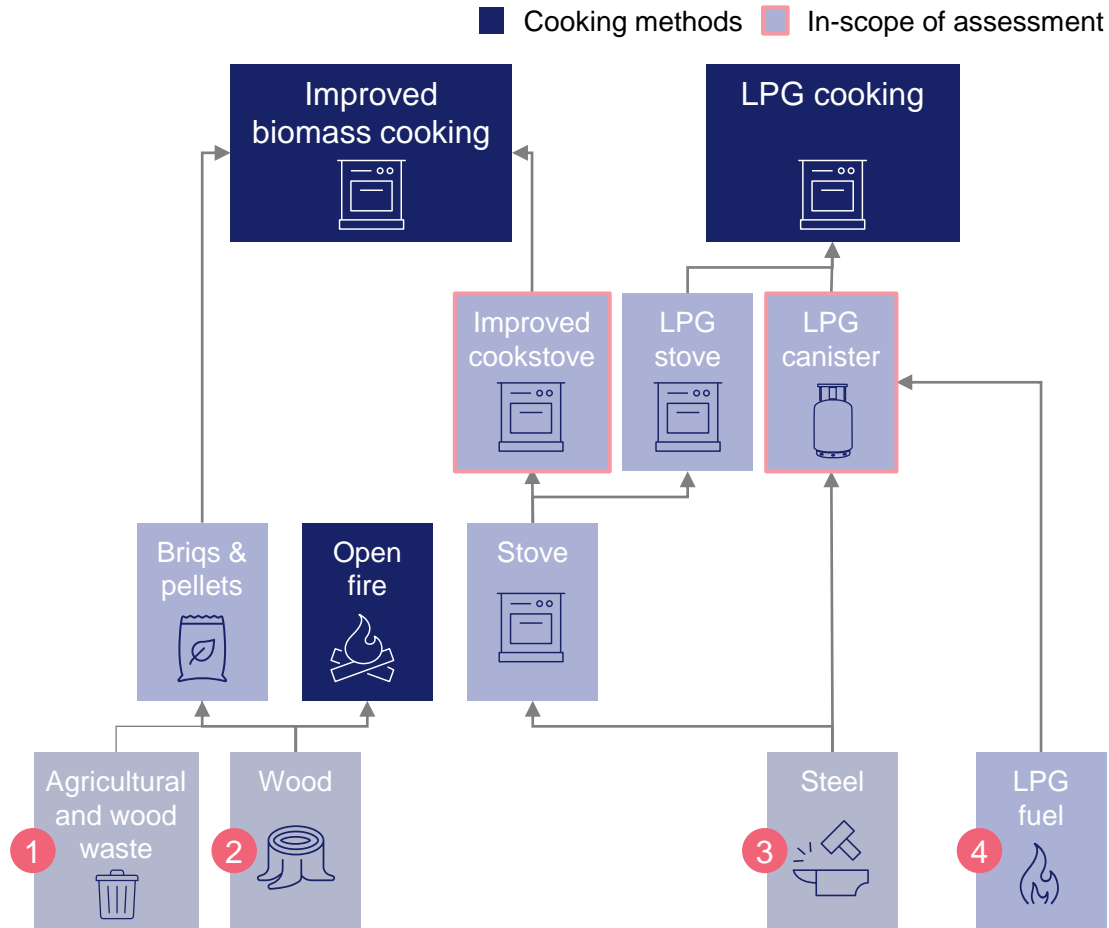 Cooking methods
In-scope of assessment
Improved
biomass cooking
LPG cooking
Improved
cookstove
LPG
stove
LPG
canister
Briqs &
pellets
Open
fire
Stove
Agricultural
and wood
waste
1
Wood
2
Steel
3
LPG
fuel
4